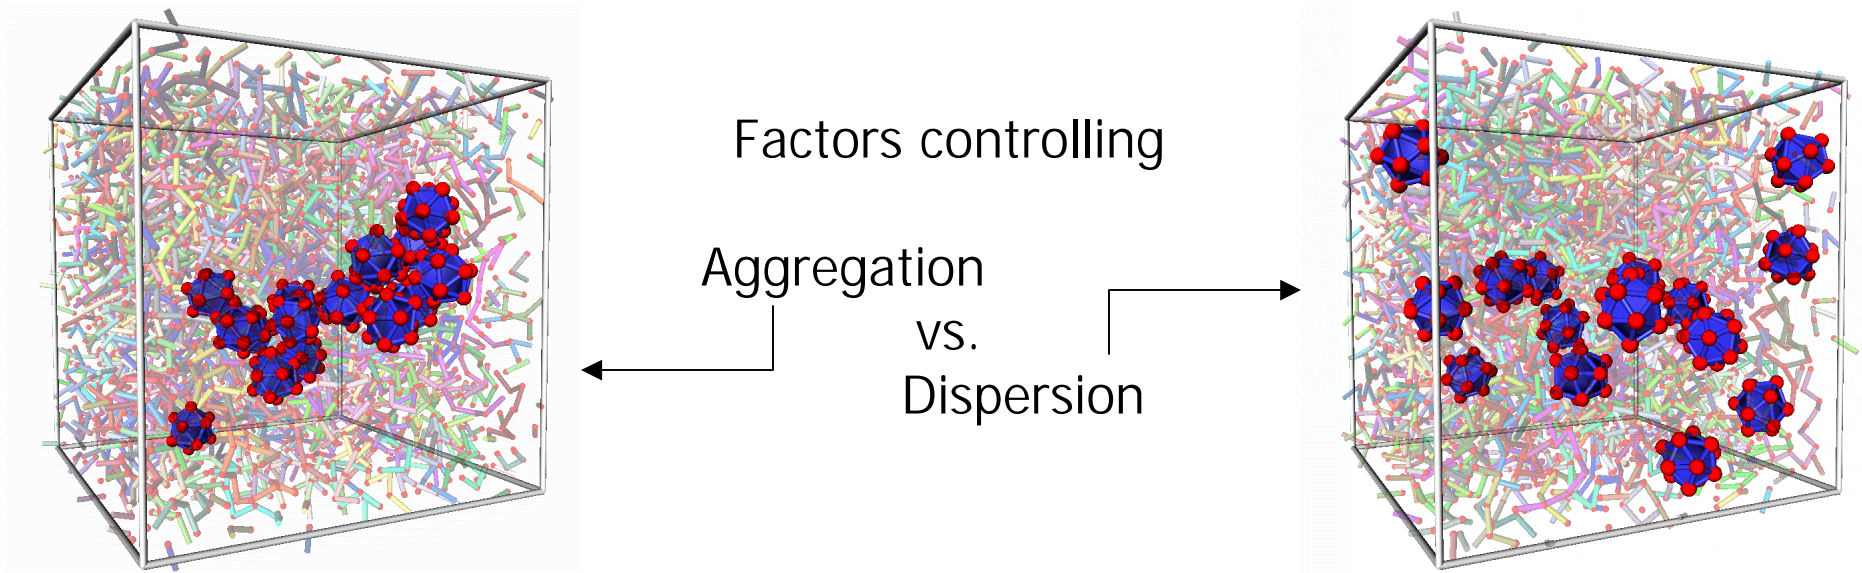 Factors controlling
Aggregation
vs.
Dispersion